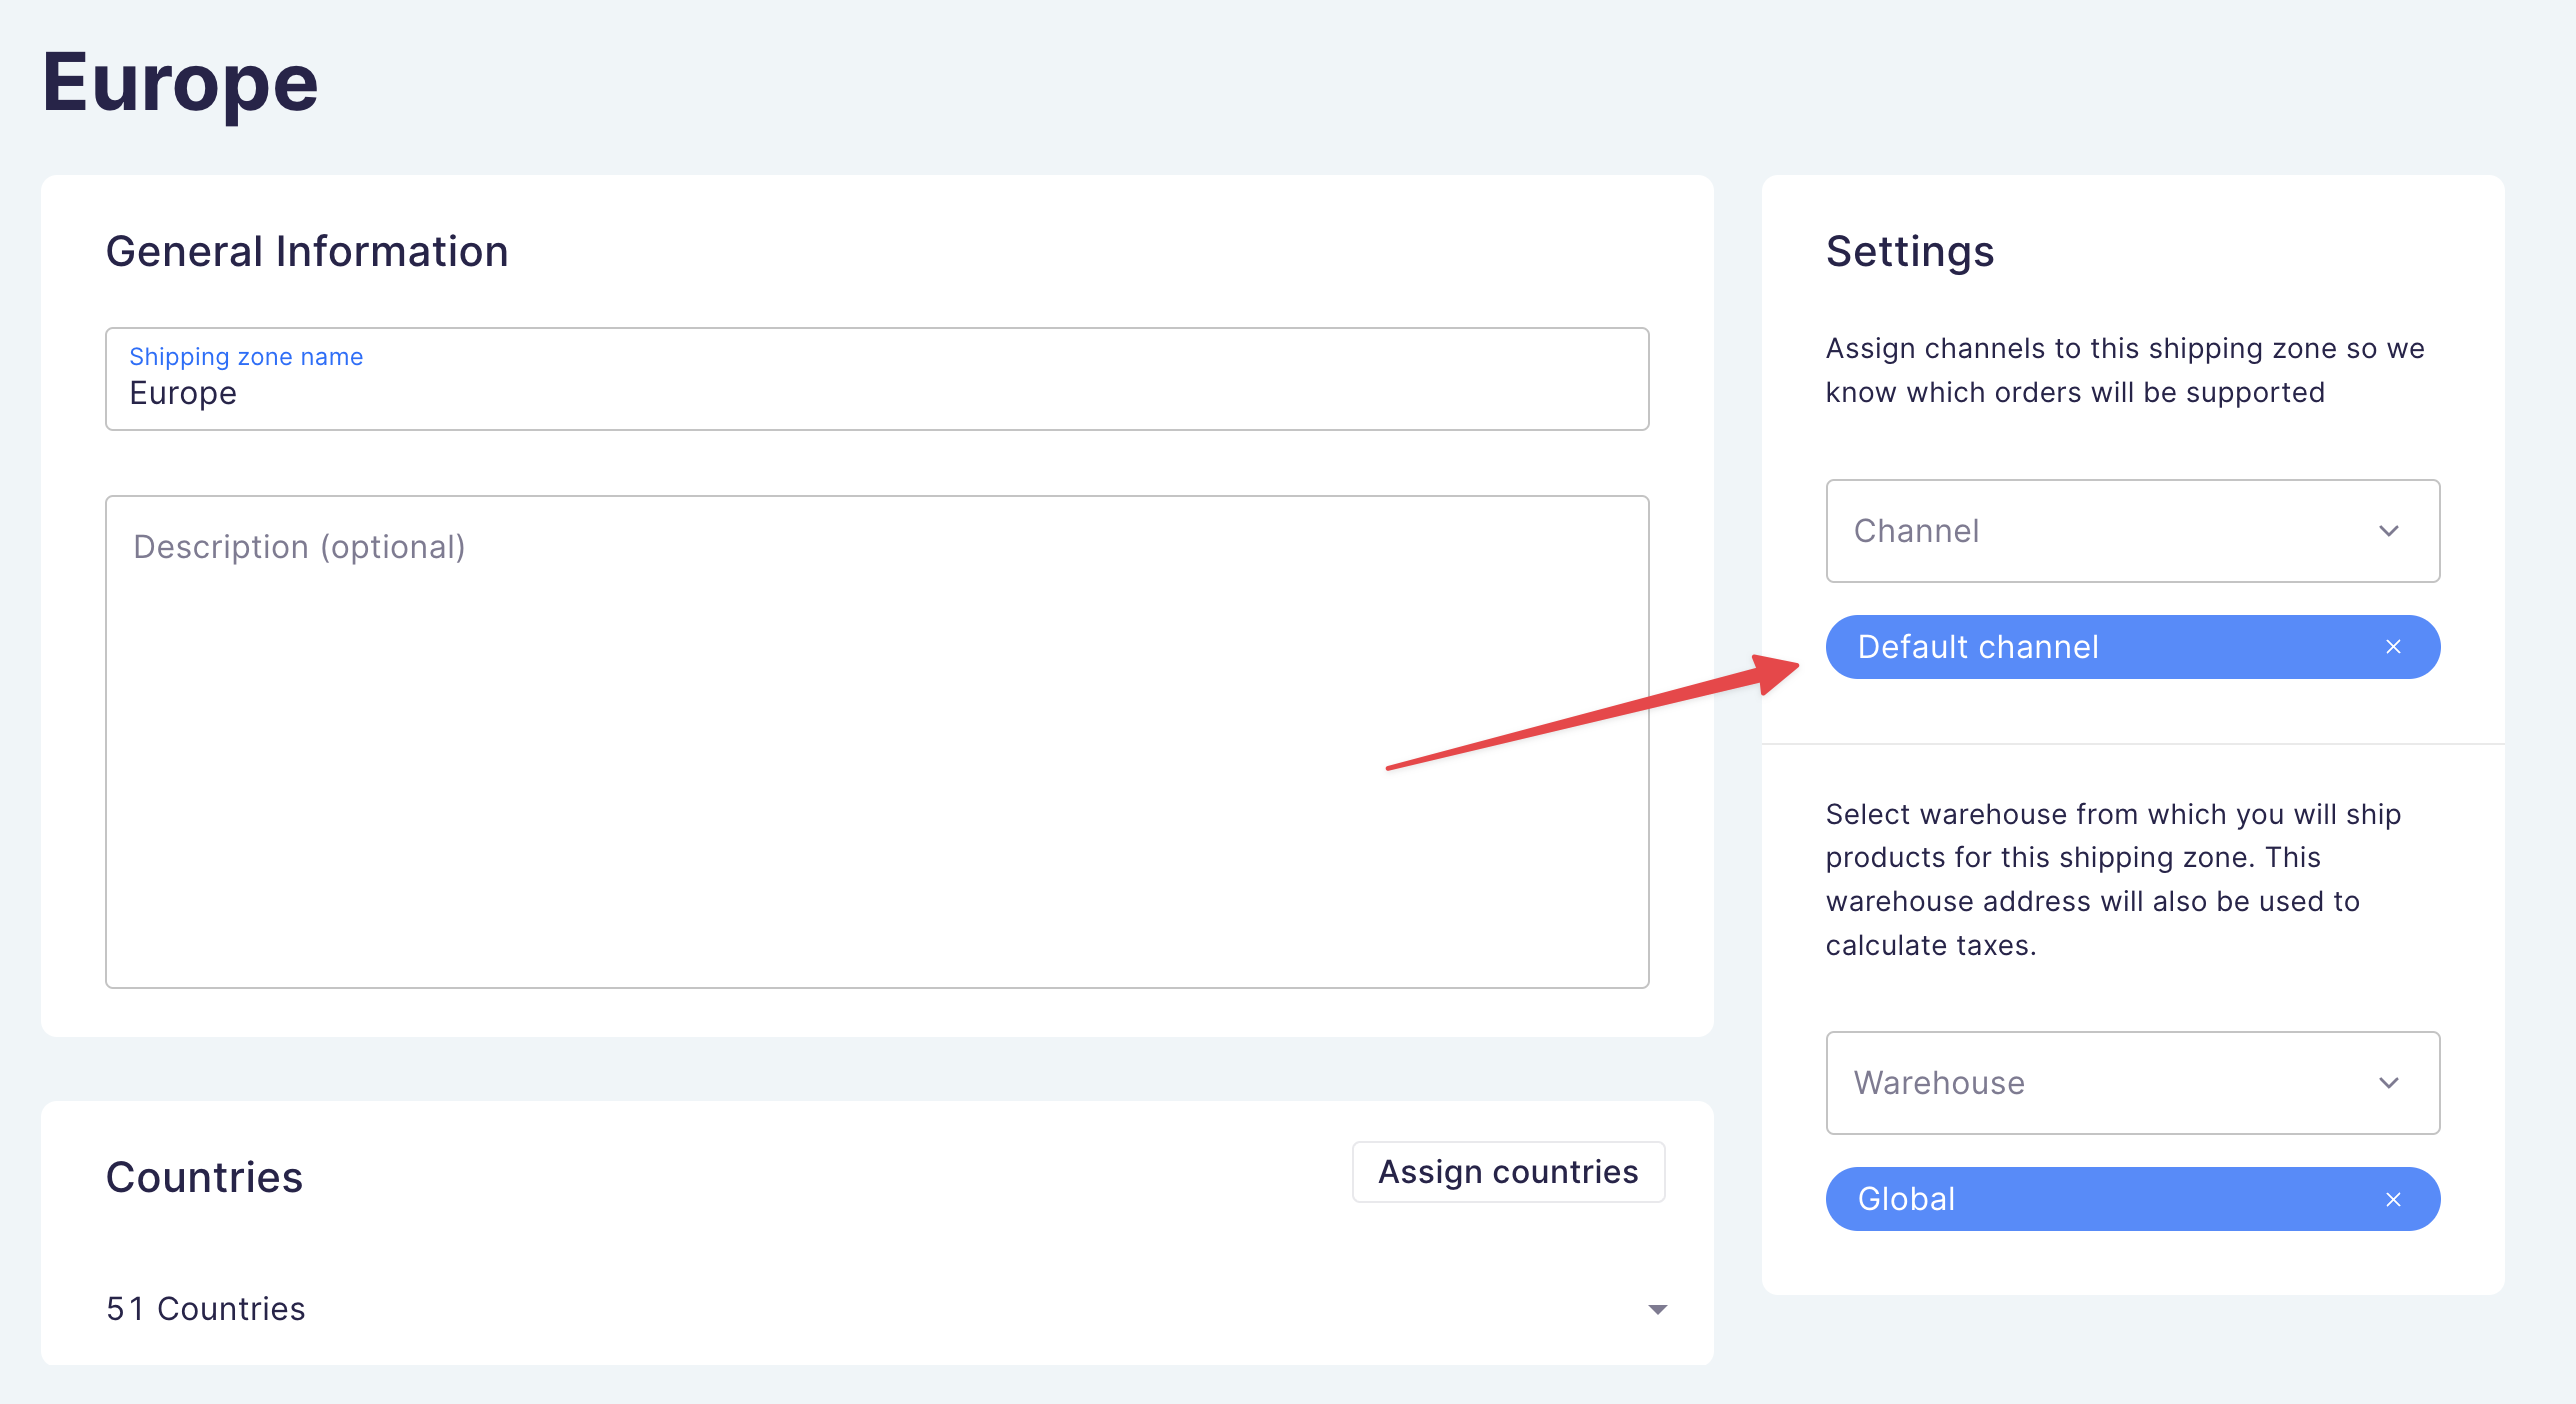 Europe
General Information
Shipping zone name
Europe
Description (optional)
Countries
Assign countries
51 Countries
Settings
Assign channels to this shipping zone so we
know which orders will be supported
Channel
Default channel
Select warehouse from which you will ship
products for this shipping zone. This
warehouse address will also be used to
calculate taxes.
Warehouse
Global